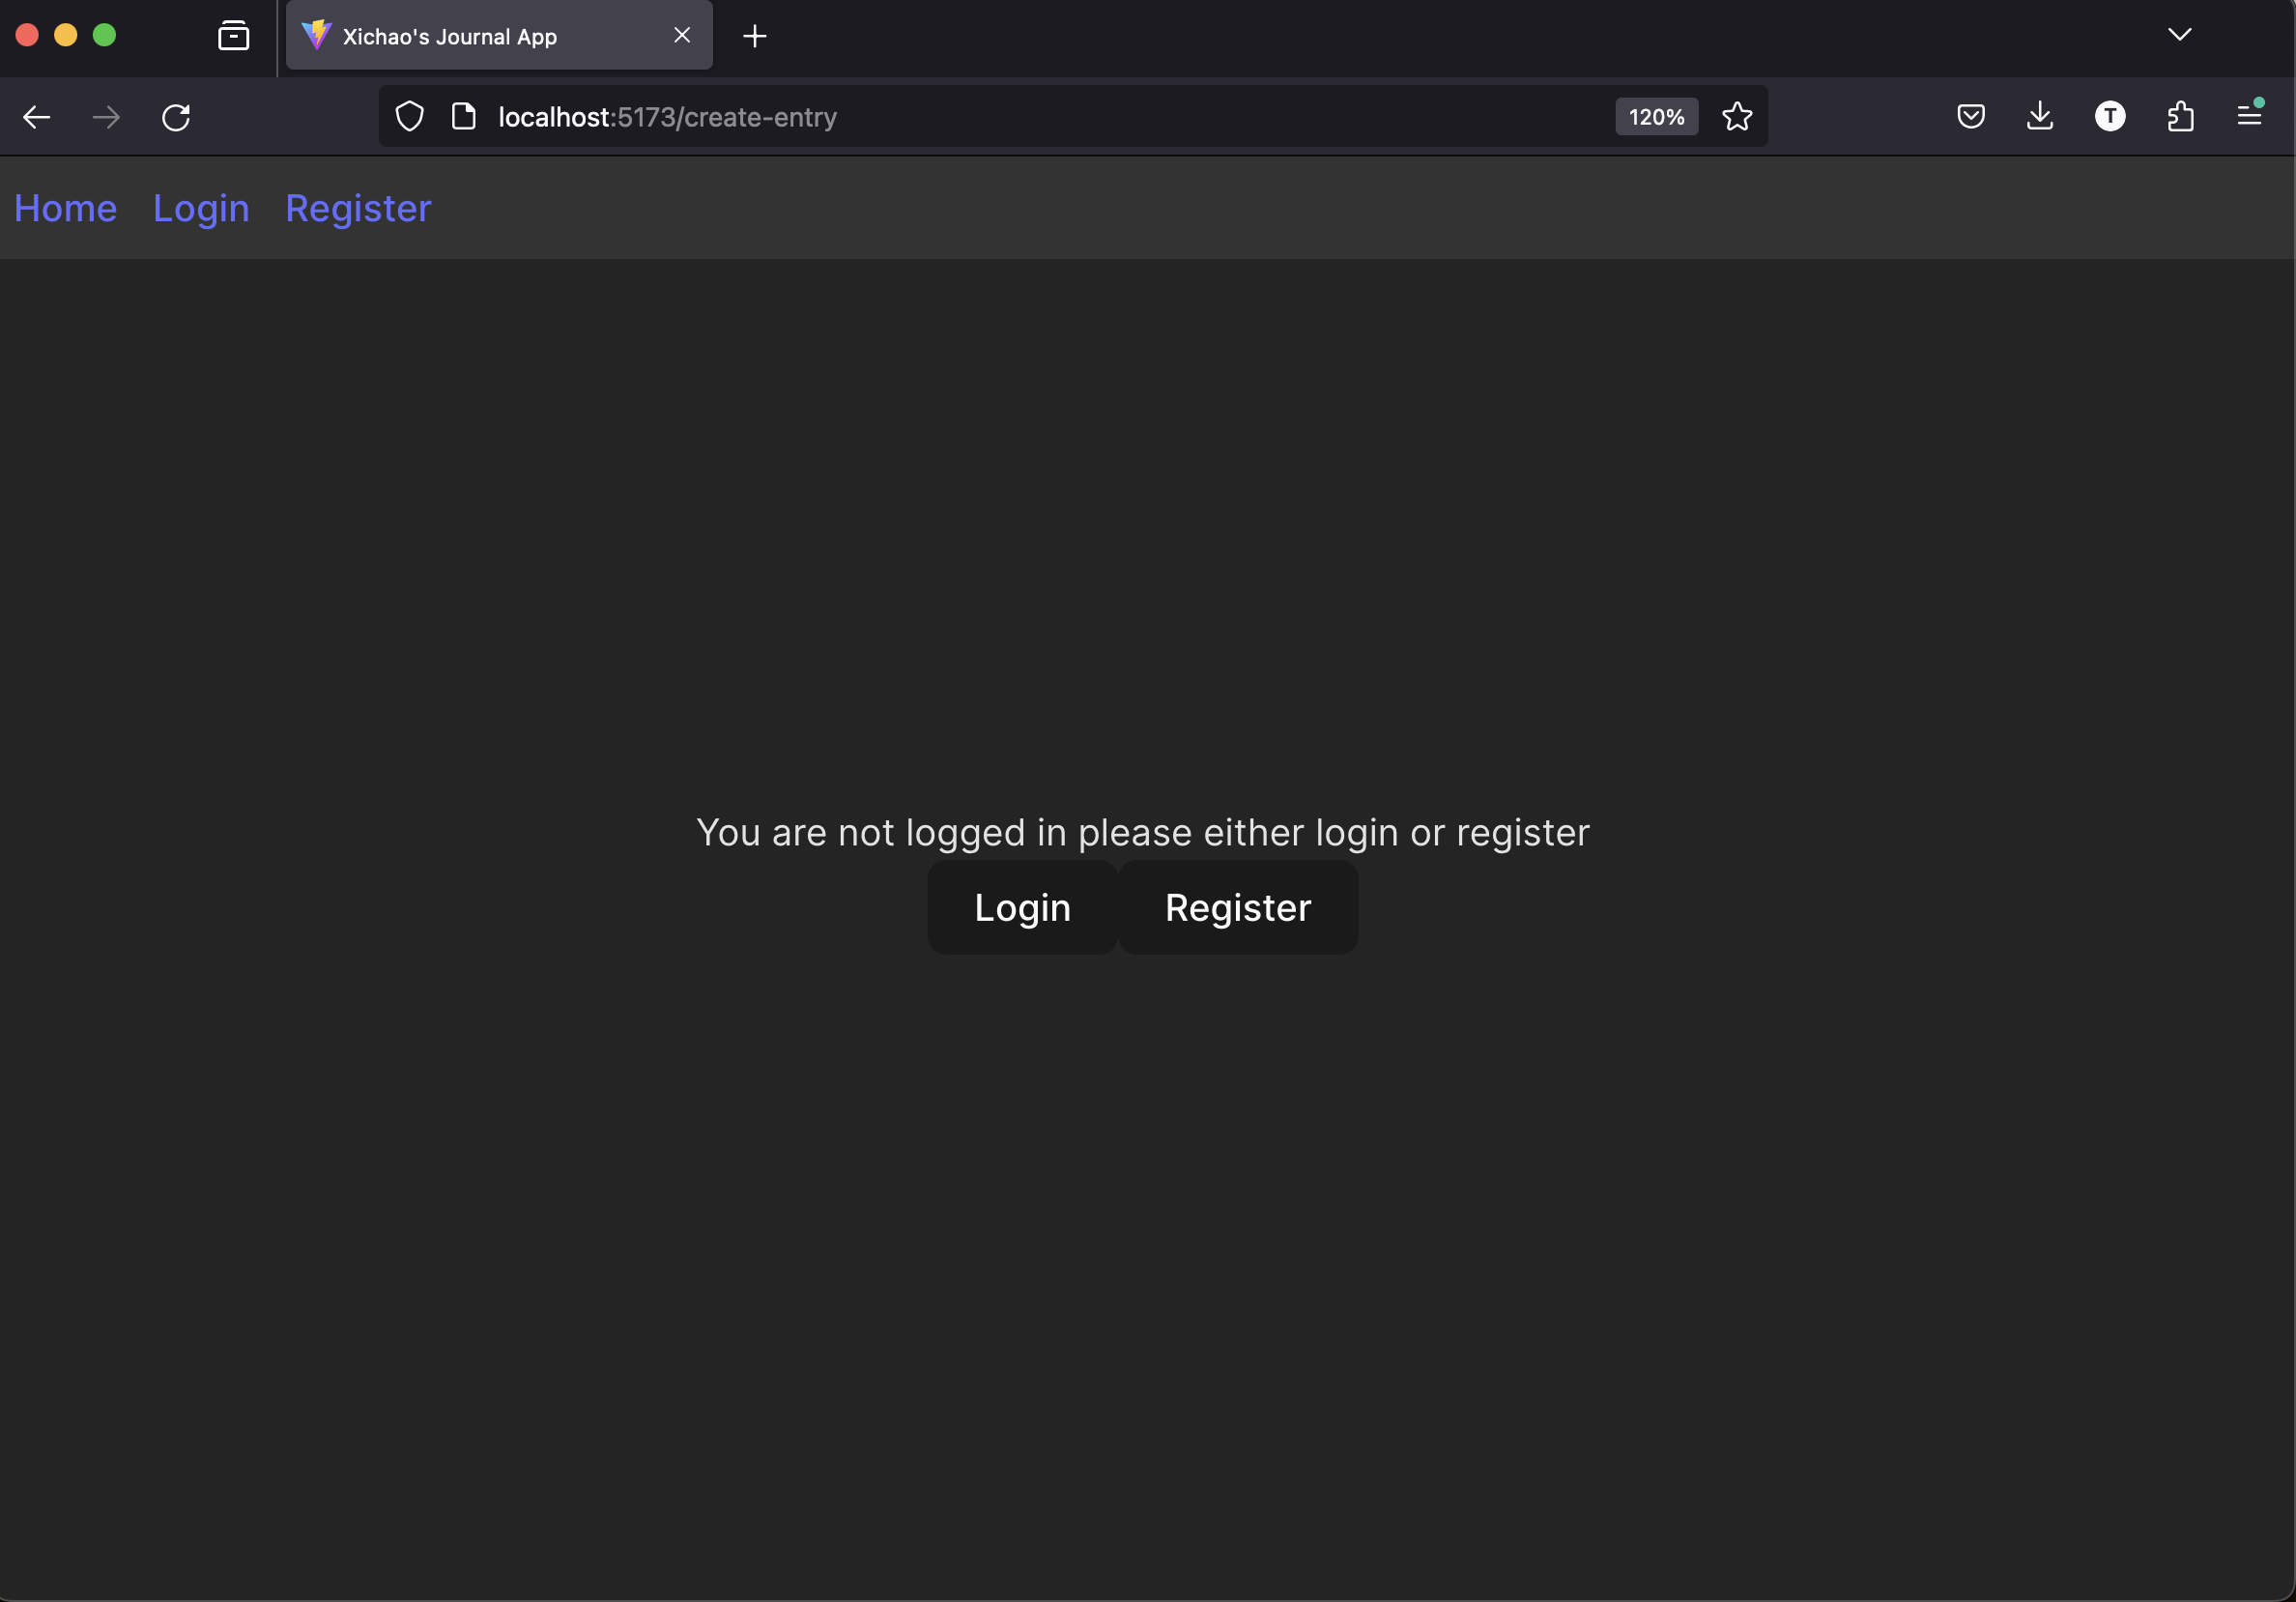 Xichao's Journal App
localhost:5173/create-entry
120%
T
Home Login Register
You are not logged in please either login or register
Login Register